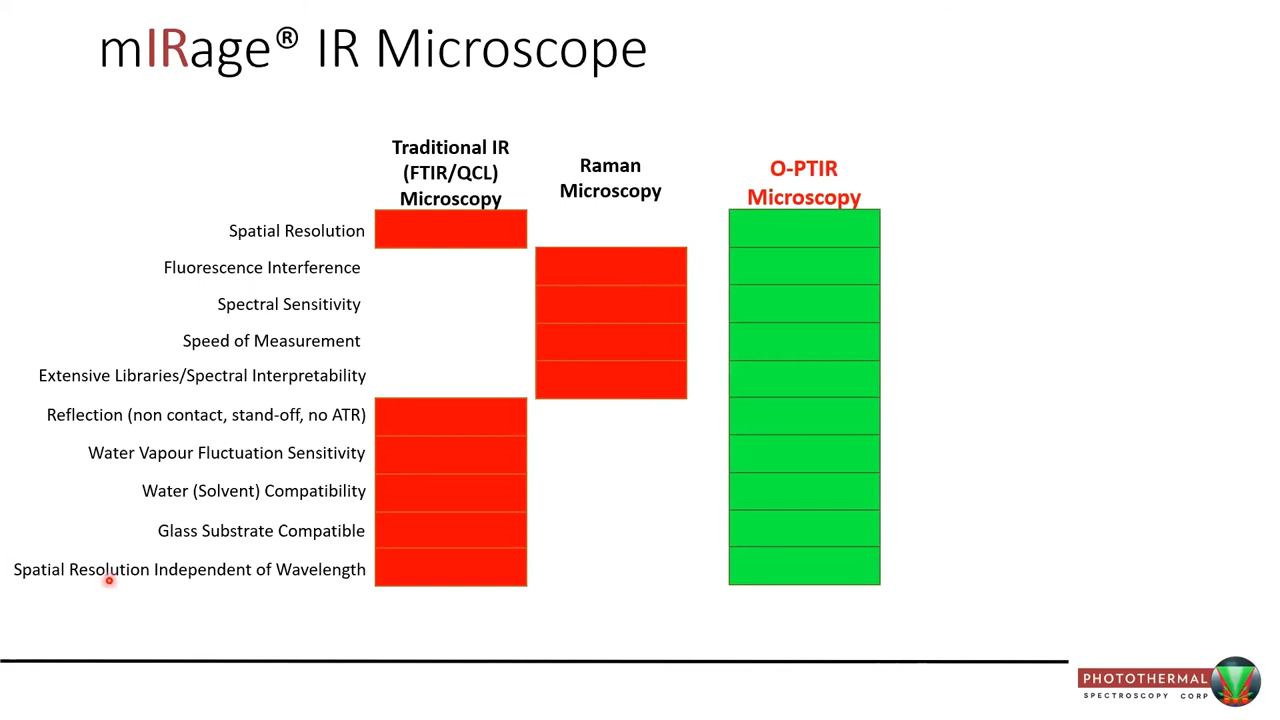 mIRage® IR Microscope
Traditional IR
(FTIR/QCL)
Microscopy
Raman
Microscopy
O-PTIR
Microscopy
Spatial Resolution
Fluorescence Interference
Spectral Sensitivity
Speed of Measurement
Extensive Libraries/Spectral Interpretability
Reflection (non contact, stand-off, no ATR)
Water Vapour Fluctuation Sensitivity
Water (Solvent) Compatibility
Glass Substrate Compatible
Spatial Resolution Independent of Wavelength
PHOTOTHERMAL
SPECTROSCOPY CORP